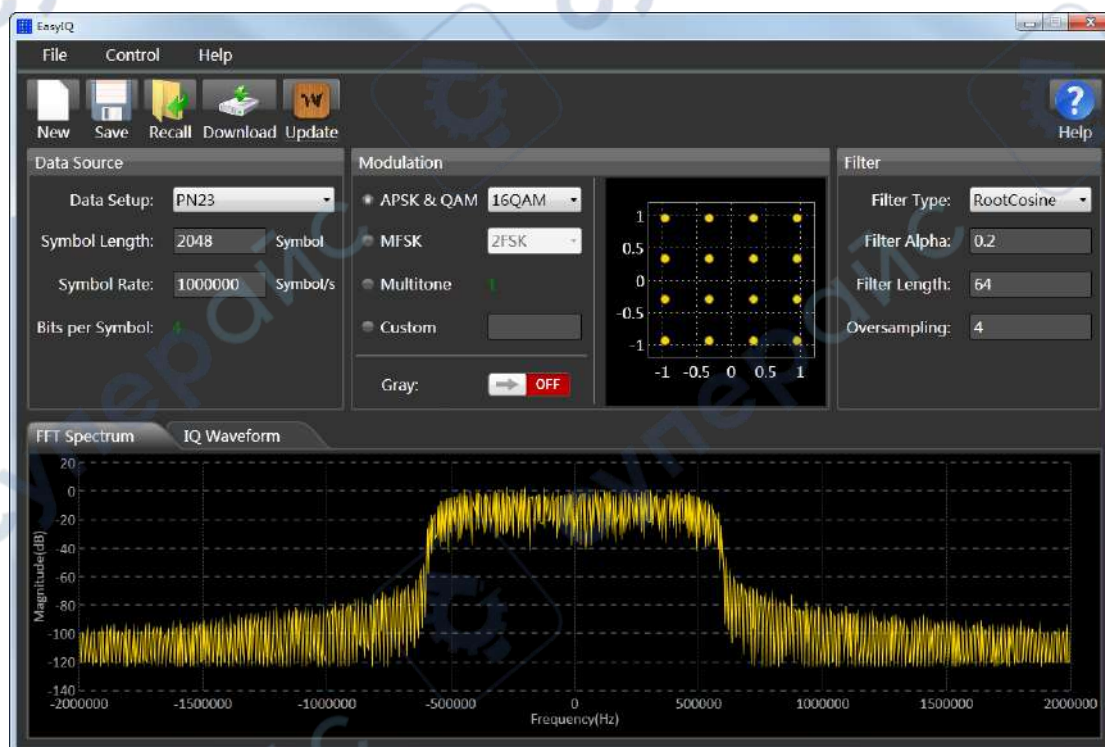 EasyIQ
File Control Help
New Save Recall Download Update Help
Data Source
Data Setup: PN23
Symbol Length: 2048 Symbol
Symbol Rate: 1000000 Symbol/s
Bits per Symbol: 4
Modulation
APSK & QAM 16QAM
MFSK 2FSK
Multitone 1
Custom
Gray: OFF
1
0.5
0
-0.5
-1
-1 -0.5 0 0.5 1
Filter
Filter Type: RootCosine
Filter Alpha: 0.2
Filter Length: 64
Oversampling: 4
FFT Spectrum IQ Waveform
Magnitude(dB)
20
0
-20
-40
-60
-80
-100
-120
-140
-2000000 -1500000 -1000000 -500000 0 500000 1000000 1500000 2000000
Frequency(Hz)
суперайс
суперайс